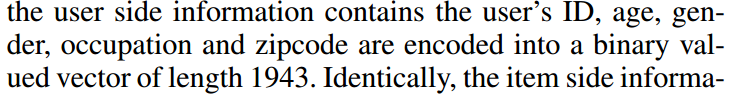 the user side information contains the user's ID, age, gen-
der, occupation and zipcode are encoded into a binary val-
ued vector of length 1943. Identically, the item side informa-